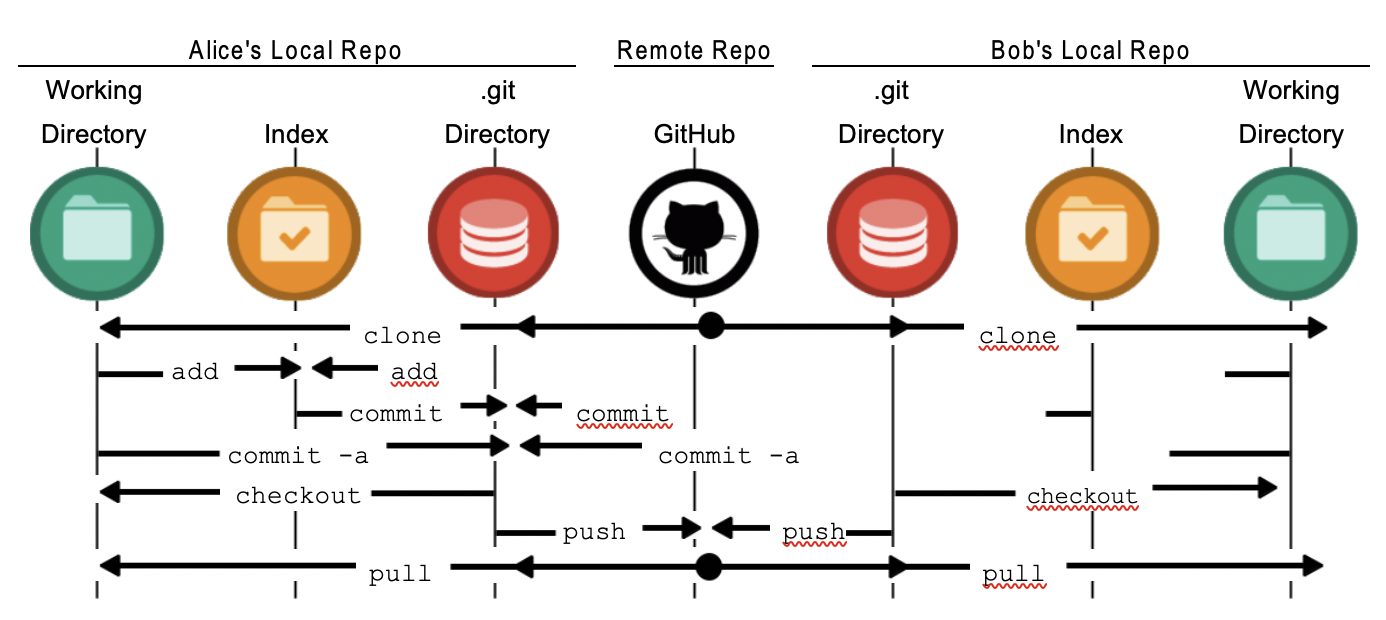 Alice's Local Repo Remote Repo Bob's Local Repo
Working .git .git Working
Directory Index Directory GitHub Directory Index Directory
clone clone
add add
commit commit
commit -a commit -a
checkout checkout
push push
pull pull